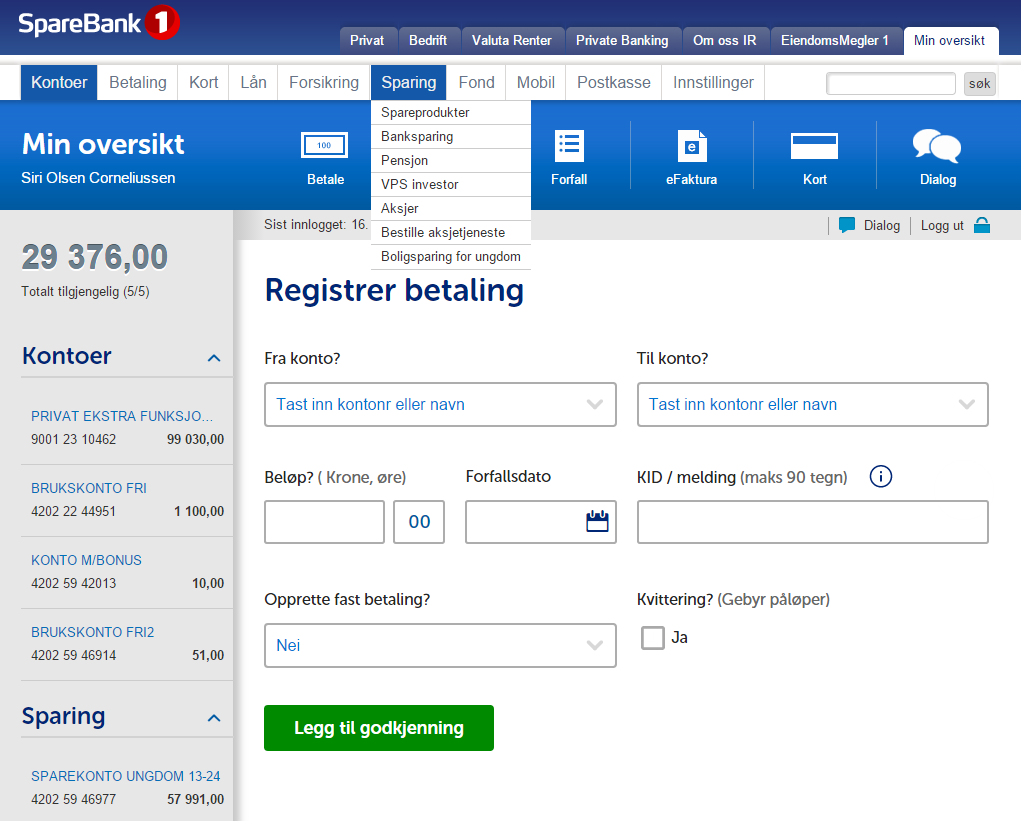 SpareBank 1
Privat
Bedrift
Valuta Renter
Private Banking
Om oss IR
EiendomsMegler 1
Min oversikt
Kontoer
Betaling
Kort
Lån
Forsikring
Sparing
Fond
Mobil
Postkasse
Innstillinger
søk
Spareprodukter
Banksparing
Pensjon
VPS investor
Aksjer
Bestille aksjetjeneste
Boligsparing for ungdom
Min oversikt
Siri Olsen Corneliussen
100
Betale
Forfall
e
eFaktura
Kort
Dialog
Sist innlogget: 16.
Dialog
Logg ut
29 376,00
Totalt tilgjengelig (5/5)
Kontoer
PRIVAT EKSTRA FUNKSJO...
9001 23 10462 99 030,00
BRUKSKONTO FRI
4202 22 44951 1 100,00
KONTO M/BONUS
4202 59 42013 10,00
BRUKSKONTO FRI2
4202 59 46914 51,00
Sparing
SPAREKONTO UNGDOM 13-24
4202 59 46977 57 991,00
Registrer betaling
Fra konto?
Tast inn kontonr eller navn
Til konto?
Tast inn kontonr eller navn
Beløp? ( Krone, øre)
00
Forfallsdato
KID / melding (maks 90 tegn)
i
Opprette fast betaling?
Nei
Kvittering? (Gebyr påløper)
Ja
Legg til godkjenning